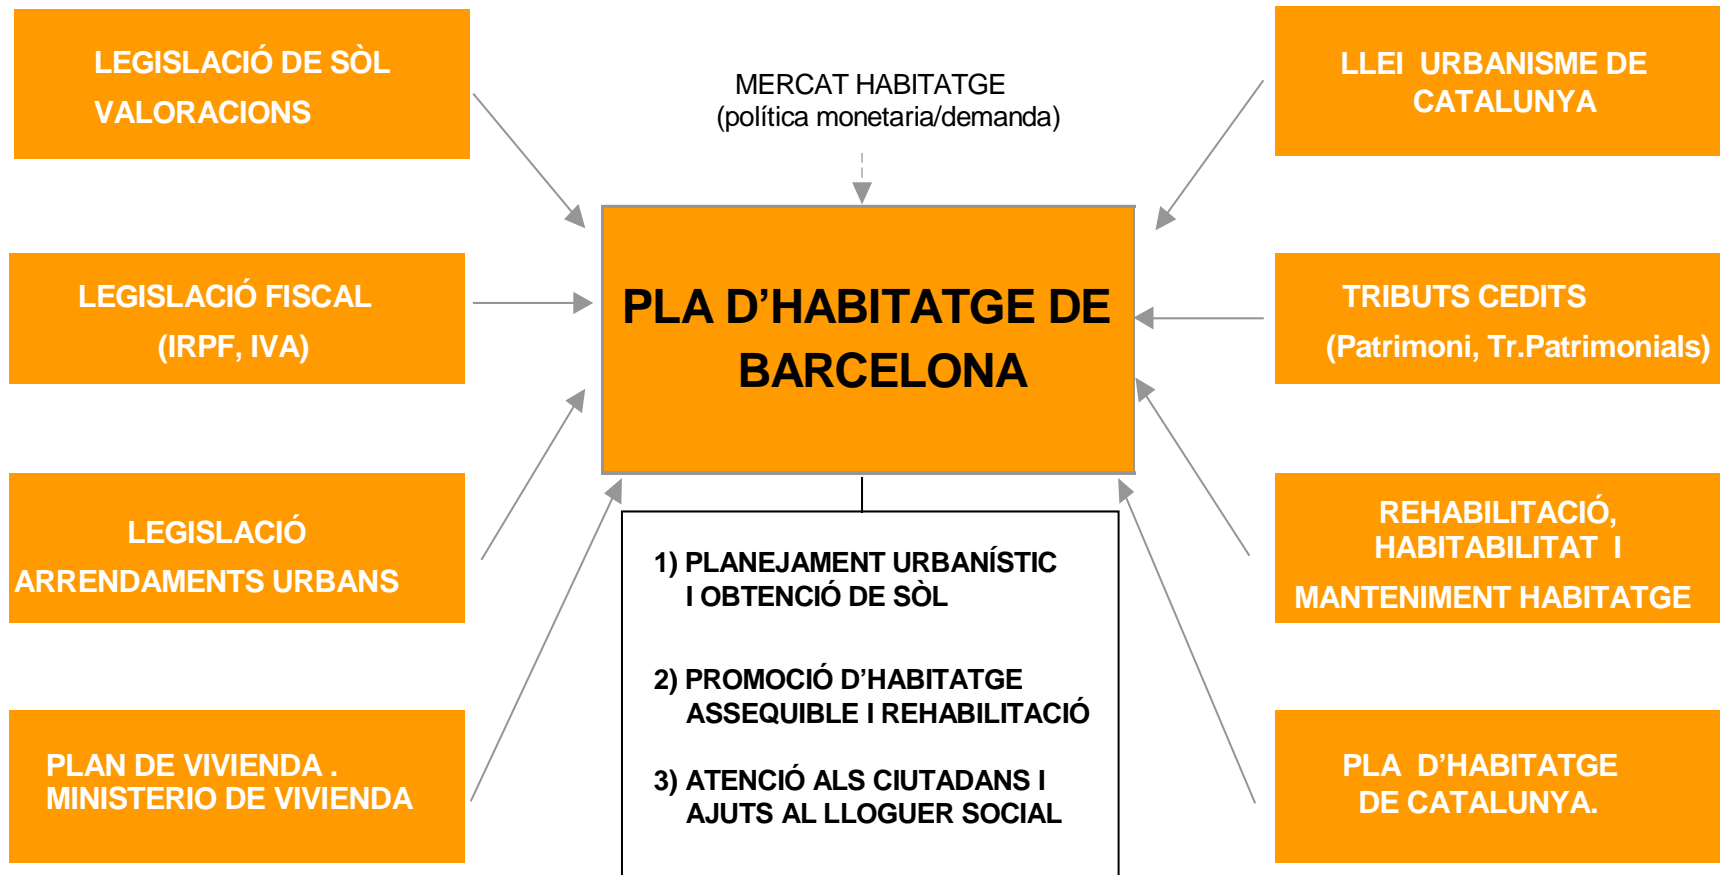 LEGISLACIÓ DE SÒL
VALORACIONS
MERCAT HABITATGE
(política monetaria/demanda)
LLEI URBANISME DE
CATALUNYA
LEGISLACIÓ FISCAL
(IRPF, IVA)
PLA D’HABITATGE DE
BARCELONA
TRIBUTS CEDITS
(Patrimoni, Tr.Patrimonials)
LEGISLACIÓ
ARRENDAMENTS URBANS
REHABILITACIÓ,
HABITABILITAT I
MANTENIMENT HABITATGE
1) PLANEJAMENT URBANÍSTIC
I OBTENCIÓ DE SÒL
2) PROMOCIÓ D’HABITATGE
ASSEQUIBLE I REHABILITACIÓ
3) ATENCIÓ ALS CIUTADANS I
AJUTS AL LLOGUER SOCIAL
PLAN DE VIVIENDA .
MINISTERIO DE VIVIENDA
PLA D’HABITATGE
DE CATALUNYA.